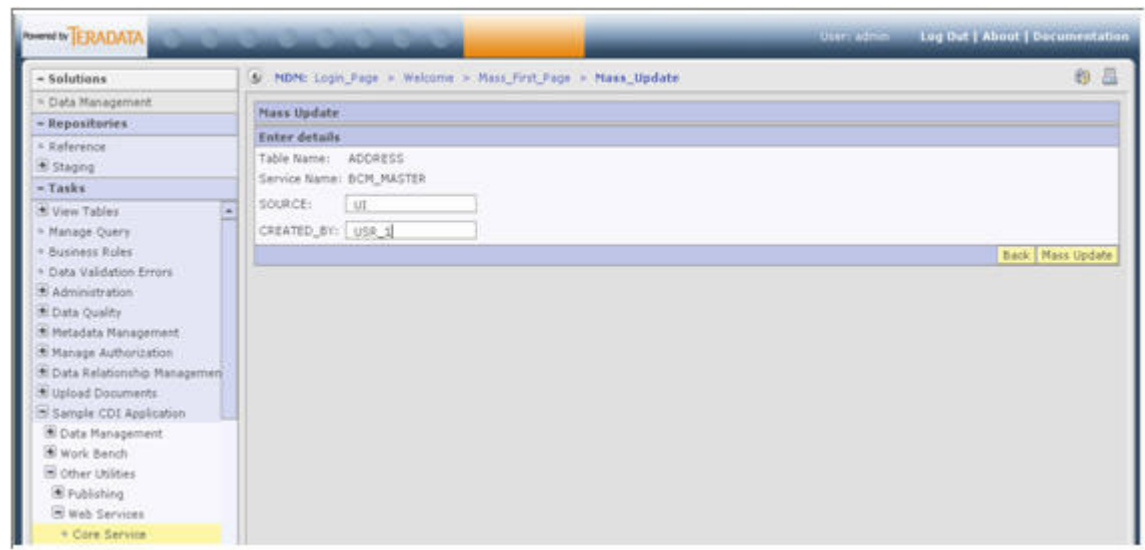 Powered by TERADATA
User: admin
Log Out | About | Documentation
Solutions
Data Management
Repositories
Reference
Staging
Tasks
View Tables
Manage Query
Business Rules
Data Validation Errors
Administration
Data Quality
Metadata Management
Manage Authorization
Data Relationship Managemen
Upload Documents
Sample CDI Application
Data Management
Work Bench
Other Utilities
Publishing
Web Services
Core Service
MDM: Login_Page > Welcome > Mass_First_Page > Mass_Update
Mass Update
Enter details
Table Name: ADDRESS
Service Name: BCM_MASTER
SOURCE: UI
CREATED_BY: USR_1
Back Mass Update